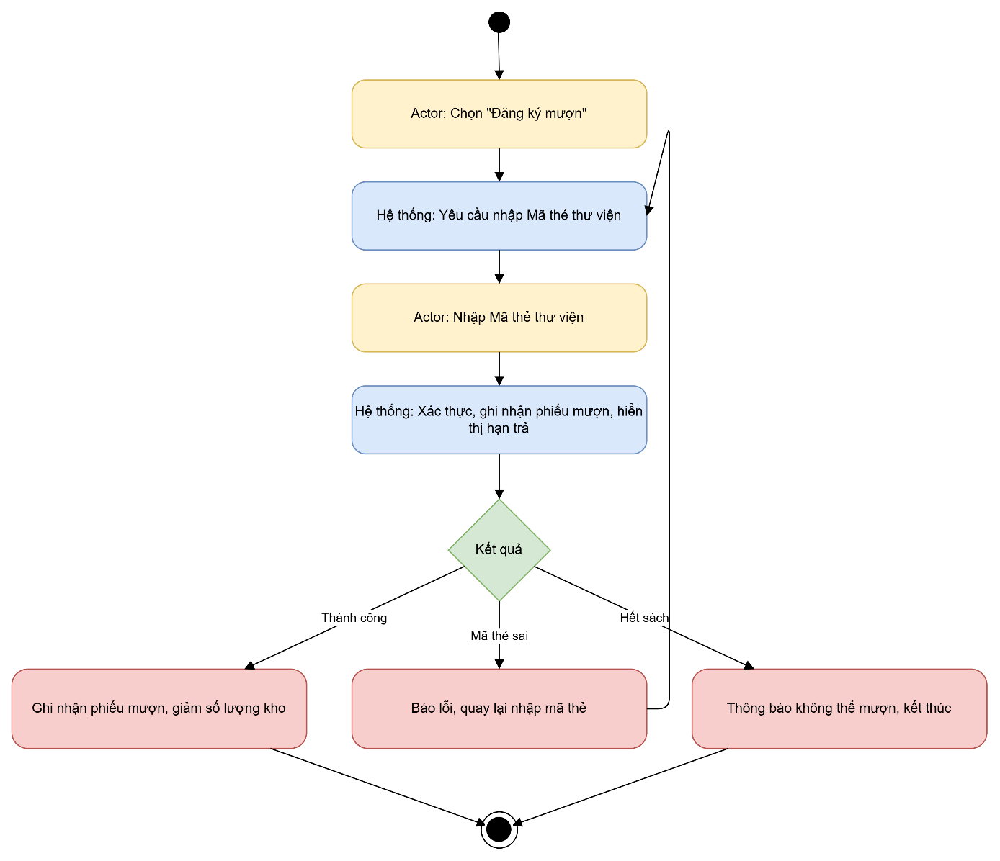 Actor: Chọn "Đăng ký mượn"
Hệ thống: Yêu cầu nhập Mã thẻ thư viện
Actor: Nhập Mã thẻ thư viện
Hệ thống: Xác thực, ghi nhận phiếu mượn, hiển
thị hạn trả
Kết quả
Thành công
Mã thẻ sai
Hết sách
Ghi nhận phiếu mượn, giảm số lượng kho
Báo lỗi, quay lại nhập mã thẻ
Thông báo không thể mượn, kết thúc